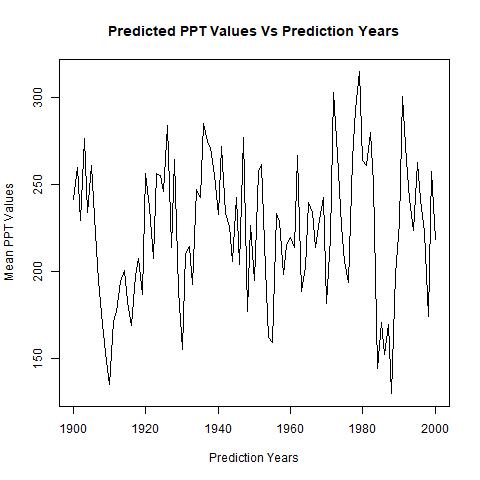 Predicted PPT Values Vs Prediction Years
Mean PPT Values
300
250
200
150
1900 1920 1940 1960 1980 2000
Prediction Years